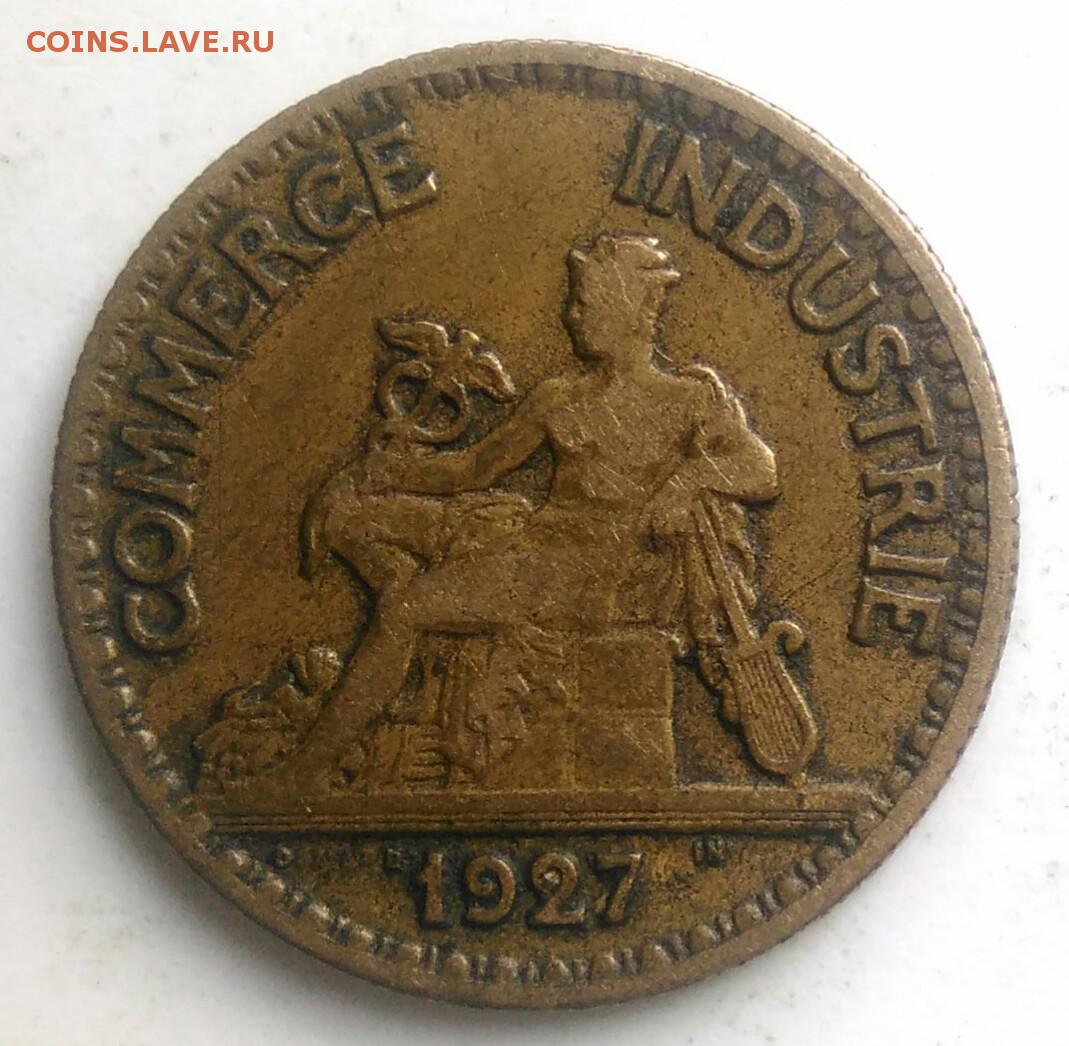 COINS.LAVE.RU
COMMERCE INDUSTRIE
1927